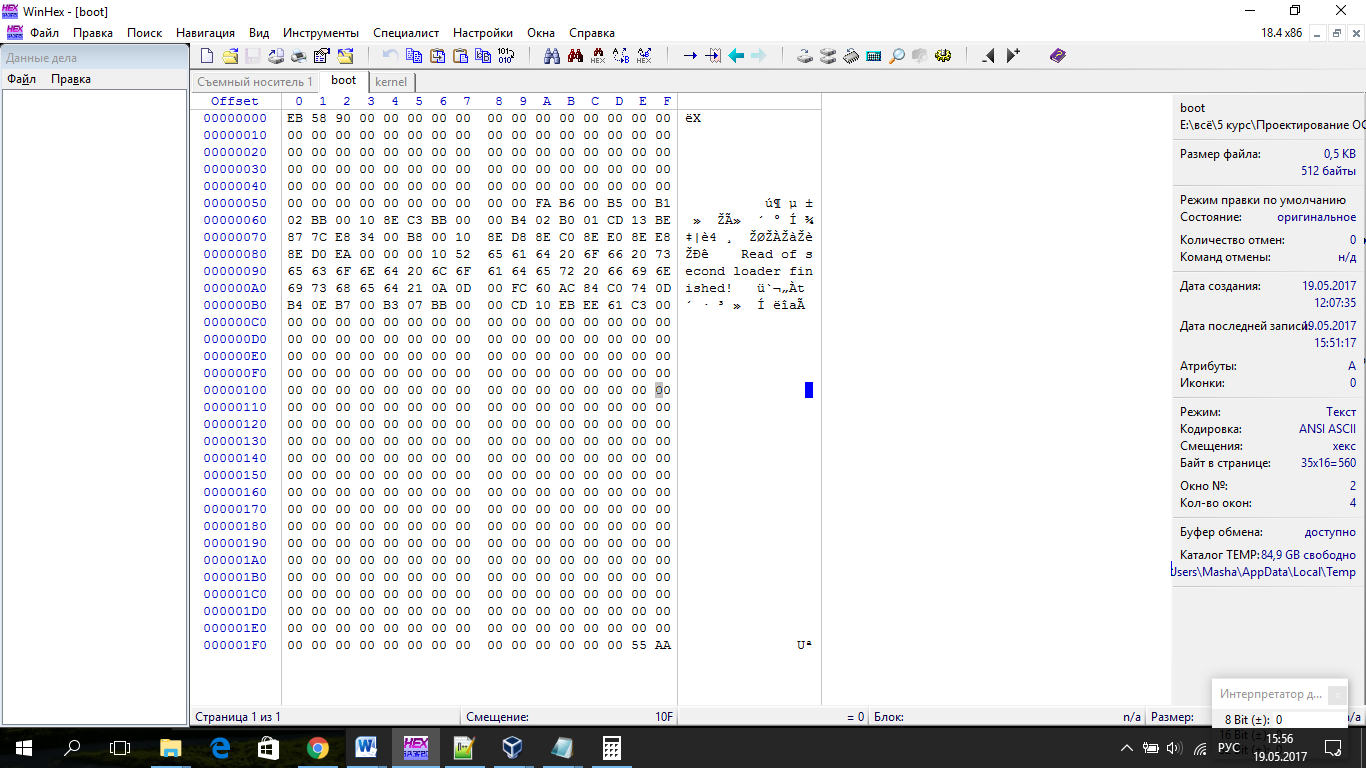 WinHex - [boot]
Файл Правка Поиск Навигация Вид Инструменты Специалист Настройки Окна Справка 18.4 x86
Данные дела
Файл Правка
Съемный носитель 1 boot kernel
Offset 0 1 2 3 4 5 6 7 8 9 A B C D E F
00000000 EB 58 90 00 00 00 00 00 00 00 00 00 00 00 00 00 ëX
00000010 00 00 00 00 00 00 00 00 00 00 00 00 00 00 00 00
00000020 00 00 00 00 00 00 00 00 00 00 00 00 00 00 00 00
00000030 00 00 00 00 00 00 00 00 00 00 00 00 00 00 00 00
00000040 00 00 00 00 00 00 00 00 00 00 00 00 00 00 00 00
00000050 00 00 00 00 00 00 00 00 00 00 FA B6 00 B5 00 B1 ú¶ µ ±
00000060 02 BB 00 10 8E C3 BB 00 00 B4 02 B0 01 CD 13 BE » ŽÃ» ´ ° Í ¾
00000070 87 7C E8 34 00 B8 00 10 8E D8 8E C0 8E E0 8E E8 ‡|è4 ¸ ŽØŽÀŽàŽè
00000080 8E D0 EA 00 00 00 10 52 65 61 64 20 6F 66 20 73 ŽÐê Read of s
00000090 65 63 6F 6E 64 20 6C 6F 61 64 65 72 20 66 69 6E econd loader fin
000000A0 69 73 68 65 64 21 0A 0D 00 FC 60 AC 84 C0 74 0D ished! ü`¬„Àt
000000B0 B4 0E B7 00 B3 07 BB 00 00 CD 10 EB EE 61 C3 00 ´ · ³ » Í ëîaÃ
000000C0 00 00 00 00 00 00 00 00 00 00 00 00 00 00 00 00
000000D0 00 00 00 00 00 00 00 00 00 00 00 00 00 00 00 00
000000E0 00 00 00 00 00 00 00 00 00 00 00 00 00 00 00 00
000000F0 00 00 00 00 00 00 00 00 00 00 00 00 00 00 00 00
00000100 00 00 00 00 00 00 00 00 00 00 00 00 00 00 00 00
00000110 00 00 00 00 00 00 00 00 00 00 00 00 00 00 00 00
00000120 00 00 00 00 00 00 00 00 00 00 00 00 00 00 00 00
00000130 00 00 00 00 00 00 00 00 00 00 00 00 00 00 00 00
00000140 00 00 00 00 00 00 00 00 00 00 00 00 00 00 00 00
00000150 00 00 00 00 00 00 00 00 00 00 00 00 00 00 00 00
00000160 00 00 00 00 00 00 00 00 00 00 00 00 00 00 00 00
00000170 00 00 00 00 00 00 00 00 00 00 00 00 00 00 00 00
00000180 00 00 00 00 00 00 00 00 00 00 00 00 00 00 00 00
00000190 00 00 00 00 00 00 00 00 00 00 00 00 00 00 00 00
000001A0 00 00 00 00 00 00 00 00 00 00 00 00 00 00 00 00
000001B0 00 00 00 00 00 00 00 00 00 00 00 00 00 00 00 00
000001C0 00 00 00 00 00 00 00 00 00 00 00 00 00 00 00 00
000001D0 00 00 00 00 00 00 00 00 00 00 00 00 00 00 00 00
000001E0 00 00 00 00 00 00 00 00 00 00 00 00 00 00 00 00
000001F0 00 00 00 00 00 00 00 00 00 00 00 00 00 00 55 AA Uª
boot
E:\всё\5 курс\Проектирование ОС
Размер файла: 0,5 KB
512 байты
Режим правки по умолчанию
Состояние: оригинальное
Количество отмен: 0
Команд отмены: н/д
Дата создания: 19.05.2017
12:07:35
Дата последней записи: 19.05.2017
15:51:17
Атрибуты: A
Иконки: 0
Режим: Текст
Кодировка: ANSI ASCII
Смещения: хекс
Байт в странице: 35x16=560
Окно №: 2
Кол-во окон: 4
Буфер обмена: доступно
Каталог TEMP: 84,9 GB свободно
Users\Masha\AppData\Local\Temp
Интерпретатор д...
8 Bit (±): 0
16 Bit (±): 0
Страница 1 из 1 Смещение: 10F = 0 Блок: n/a Размер: n/a
РУС 15:56
19.05.2017